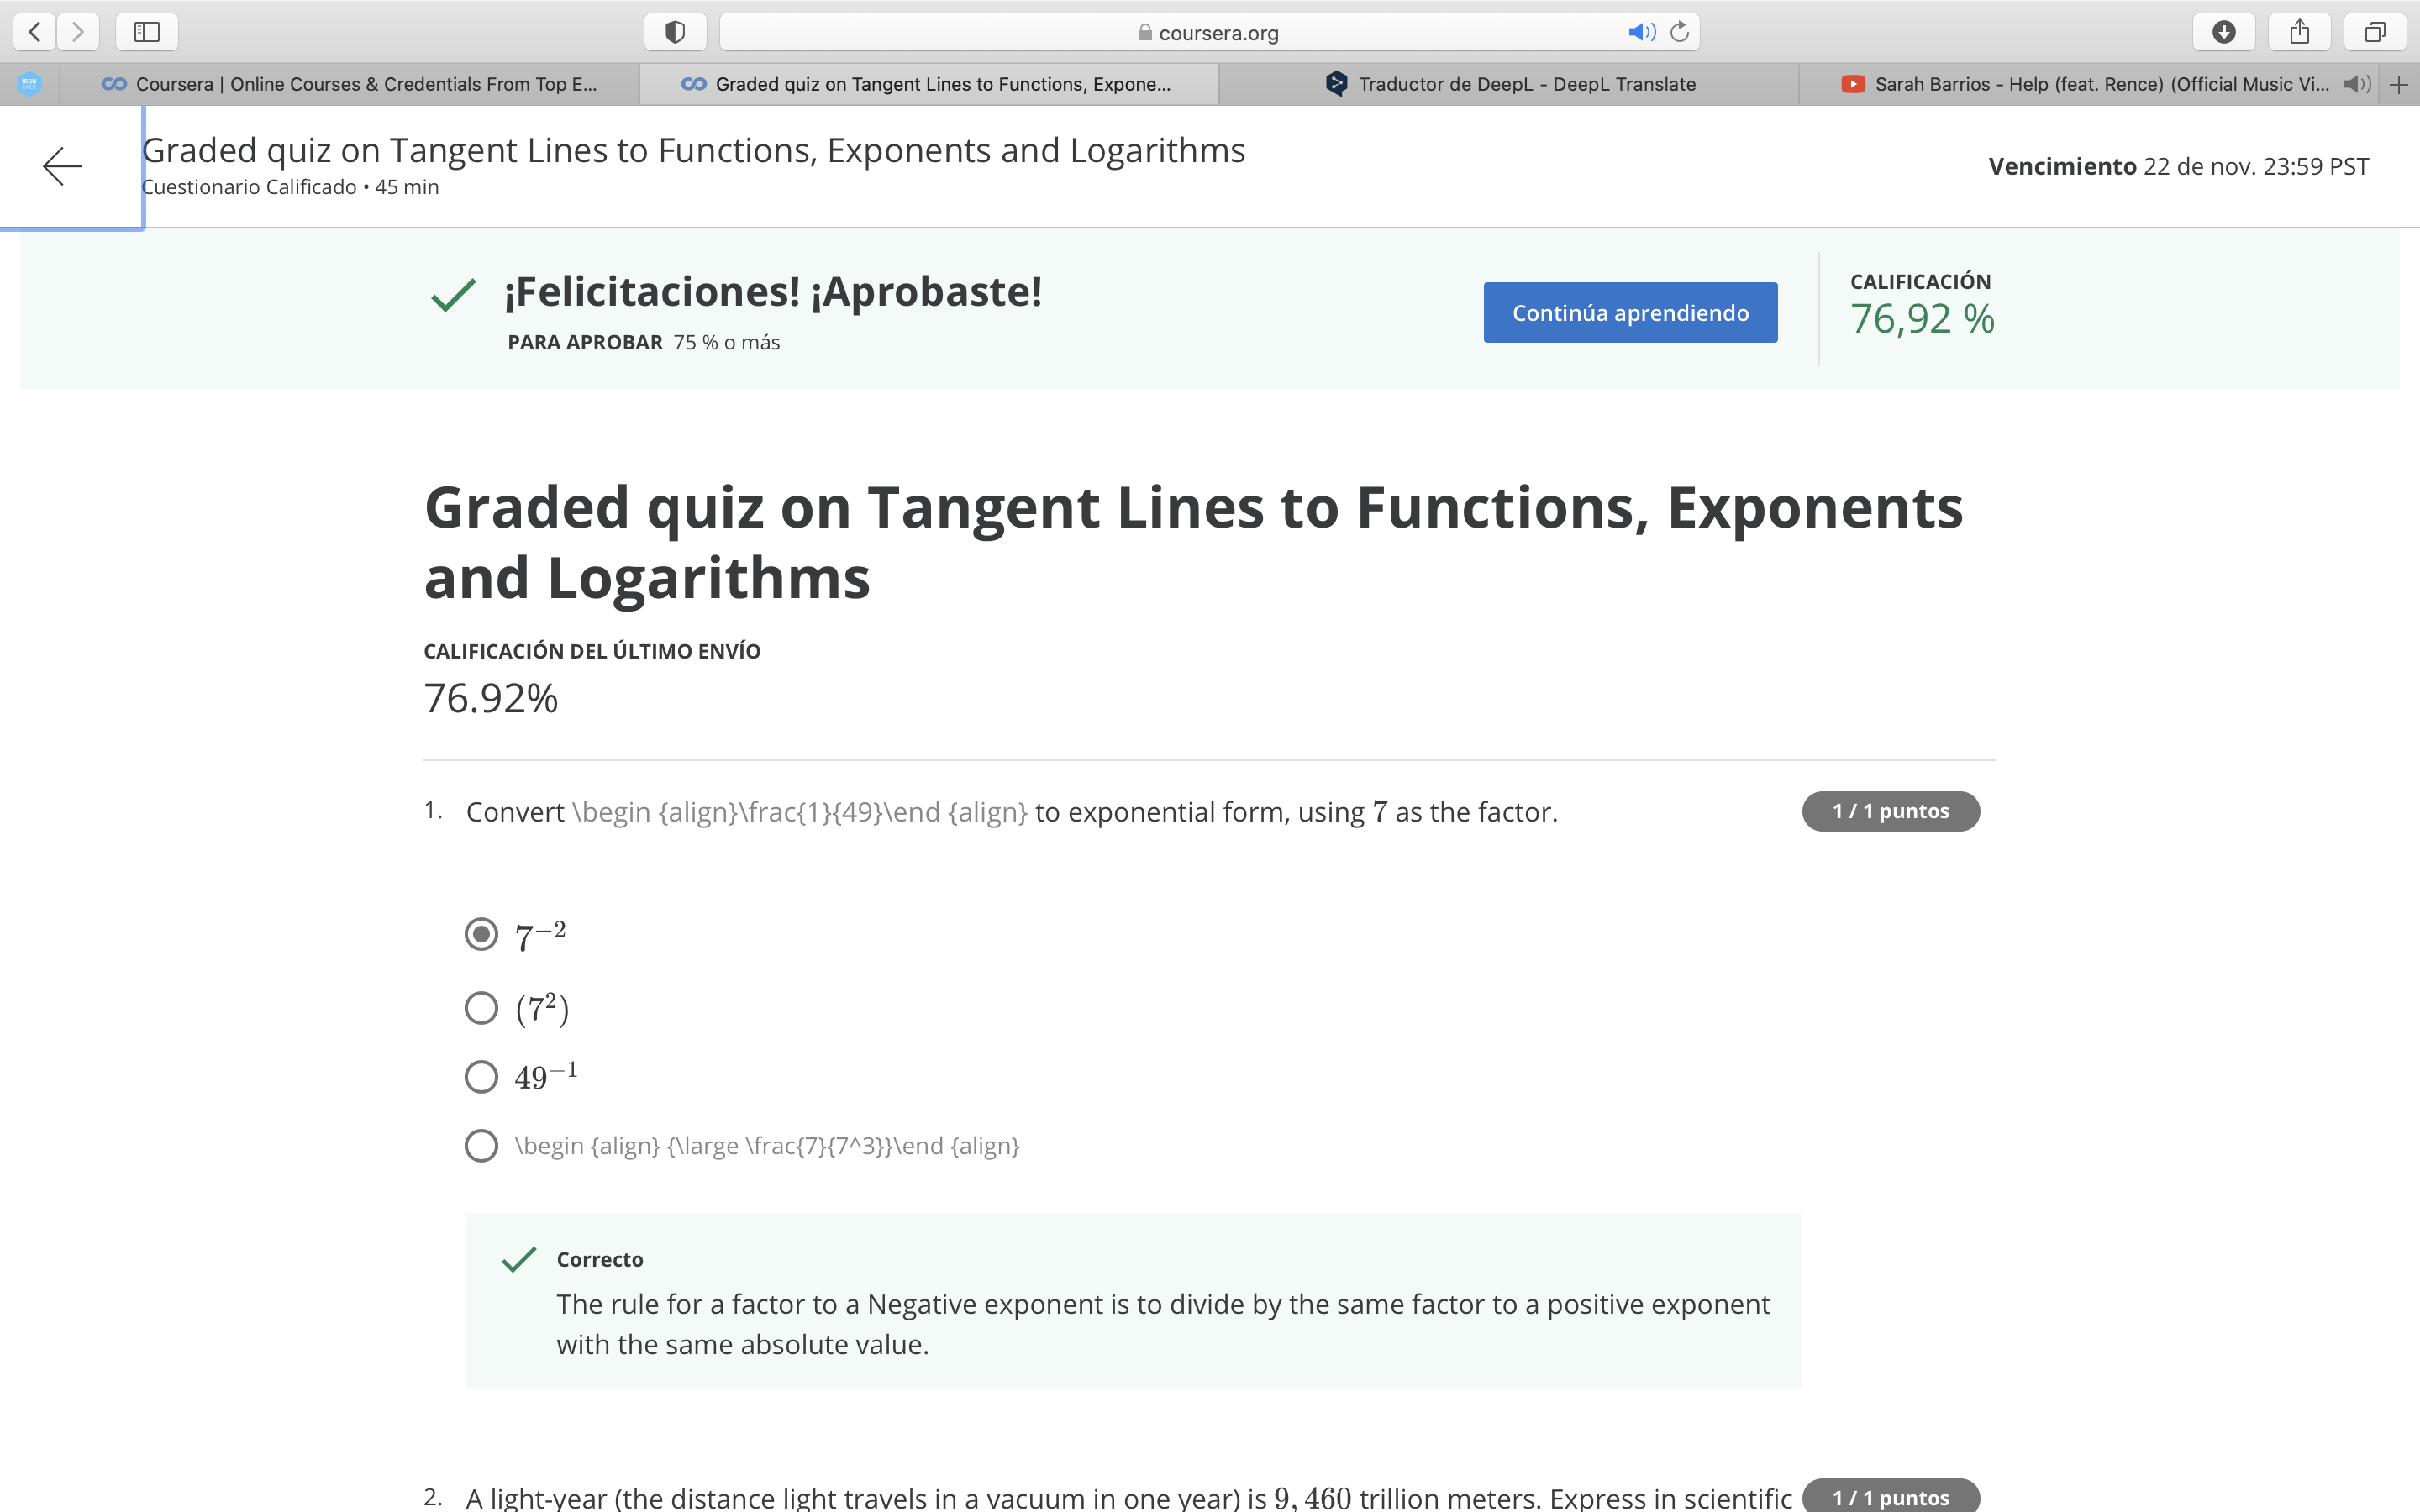 coursera.org
IRON HACK
Coursera | Online Courses & Credentials From Top E...
Graded quiz on Tangent Lines to Functions, Expone...
Traductor de DeepL - DeepL Translate
Sarah Barrios - Help (feat. Rence) (Official Music Vi...
Graded quiz on Tangent Lines to Functions, Exponents and Logarithms
Cuestionario Calificado • 45 min
Vencimiento 22 de nov. 23:59 PST
¡Felicitaciones! ¡Aprobaste!
PARA APROBAR 75 % o más
Continúa aprendiendo
CALIFICACIÓN
76,92 %
Graded quiz on Tangent Lines to Functions, Exponents
and Logarithms
CALIFICACIÓN DEL ÚLTIMO ENVÍO
76.92%
1. Convert \begin {align}\frac{1}{49}\end {align} to exponential form, using 7 as the factor.
1 / 1 puntos
7⁻²
(7²)
49⁻¹
\begin {align} {\large \frac{7}{7^3}}\end {align}
Correcto
The rule for a factor to a Negative exponent is to divide by the same factor to a positive exponent
with the same absolute value.
2. A light-year (the distance light travels in a vacuum in one year) is 9,460 trillion meters. Express in scientific
1 / 1 puntos